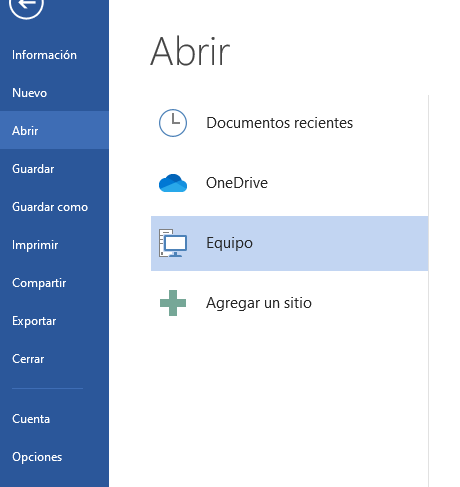 Información
Nuevo
Abrir
Guardar
Guardar como
Imprimir
Compartir
Exportar
Cerrar
Cuenta
Opciones
Abrir
Documentos recientes
OneDrive
Equipo
Agregar un sitio